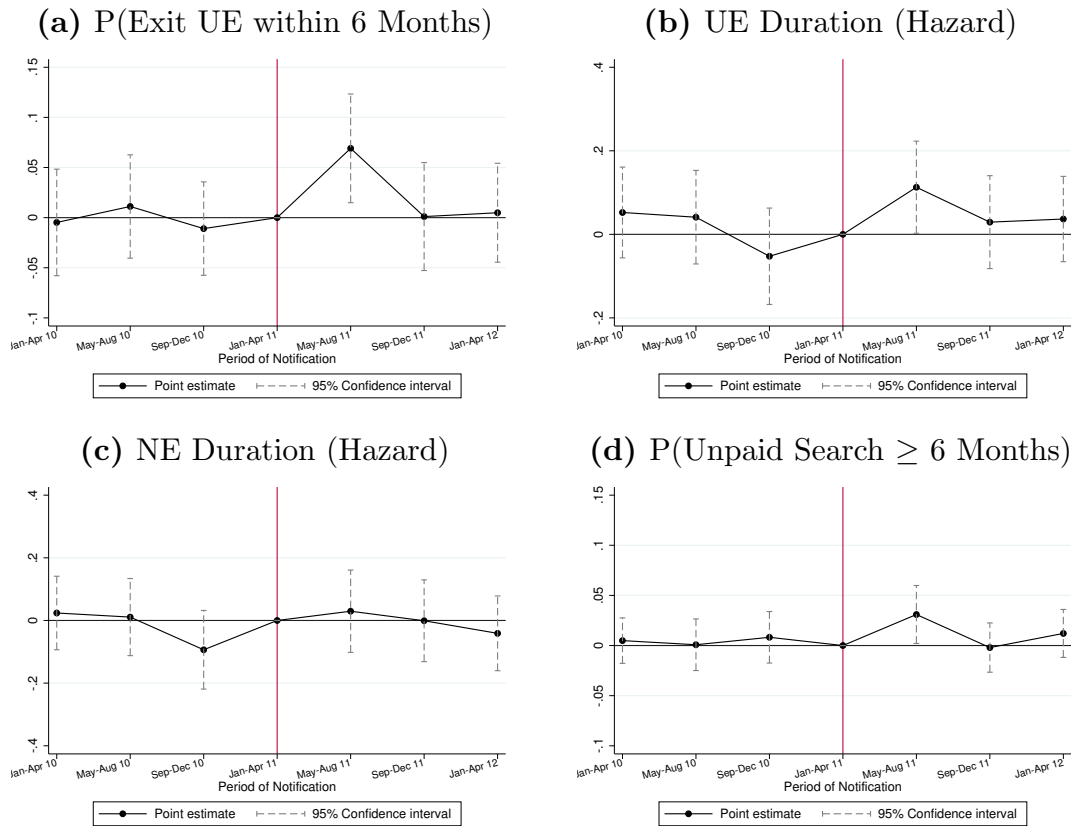 (a) P(Exit UE within 6 Months)
.15
.1
.05
0
-.05
-.1
Jan-Apr 10 May-Aug 10 Sep-Dec 10 Jan-Apr 11 May-Aug 11 Sep-Dec 11 Jan-Apr 12
Period of Notification
Point estimate 95% Confidence interval
(b) UE Duration (Hazard)
.4
.2
0
-.2
Jan-Apr 10 May-Aug 10 Sep-Dec 10 Jan-Apr 11 May-Aug 11 Sep-Dec 11 Jan-Apr 12
Period of Notification
Point estimate 95% Confidence interval
(c) NE Duration (Hazard)
.4
.2
0
-.2
-.4
Jan-Apr 10 May-Aug 10 Sep-Dec 10 Jan-Apr 11 May-Aug 11 Sep-Dec 11 Jan-Apr 12
Period of Notification
Point estimate 95% Confidence interval
(d) P(Unpaid Search ≥ 6 Months)
.15
.1
.05
0
-.05
-.1
Jan-Apr 10 May-Aug 10 Sep-Dec 10 Jan-Apr 11 May-Aug 11 Sep-Dec 11 Jan-Apr 12
Period of Notification
Point estimate 95% Confidence interval